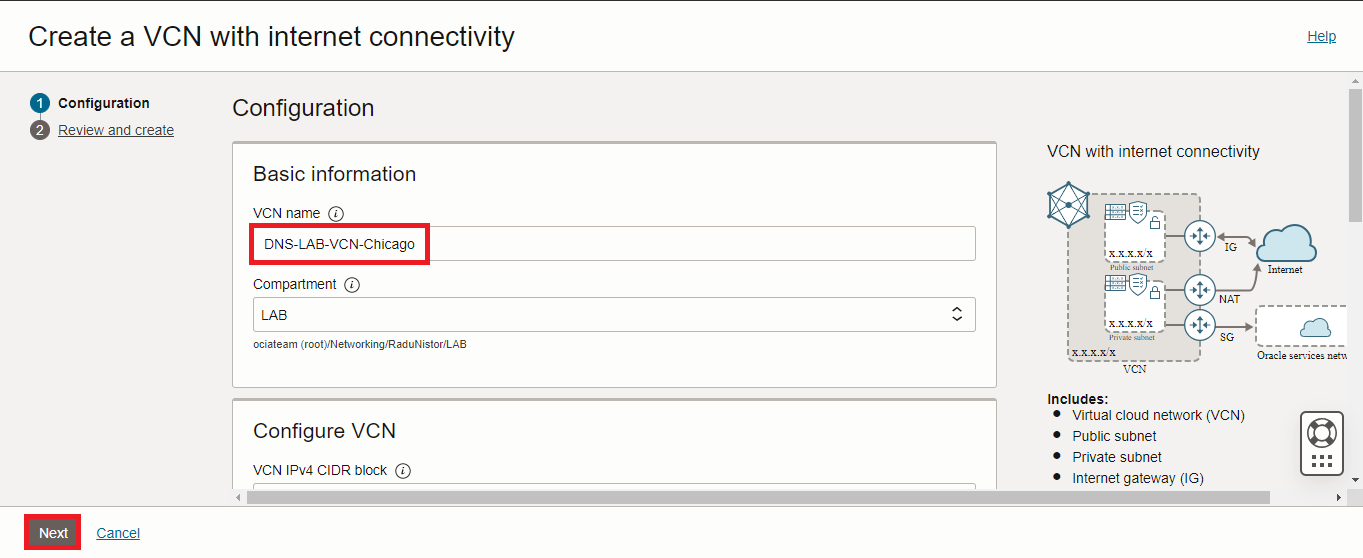 Create a VCN with internet connectivity
Help
1 Configuration
2 Review and create
Configuration
Basic information
VCN name i
DNS-LAB-VCN-Chicago
Compartment i
LAB
ociateam (root)/Networking/RaduNistor/LAB
Configure VCN
VCN IPv4 CIDR block i
VCN with internet connectivity
x.x.x.x/x
Public subnet
IG
Internet
NAT
x.x.x.x/x
Private subnet
SG
x.x.x.x/x
Oracle services netw
VCN
Includes:
Virtual cloud network (VCN)
Public subnet
Private subnet
Internet gateway (IG)
Next
Cancel